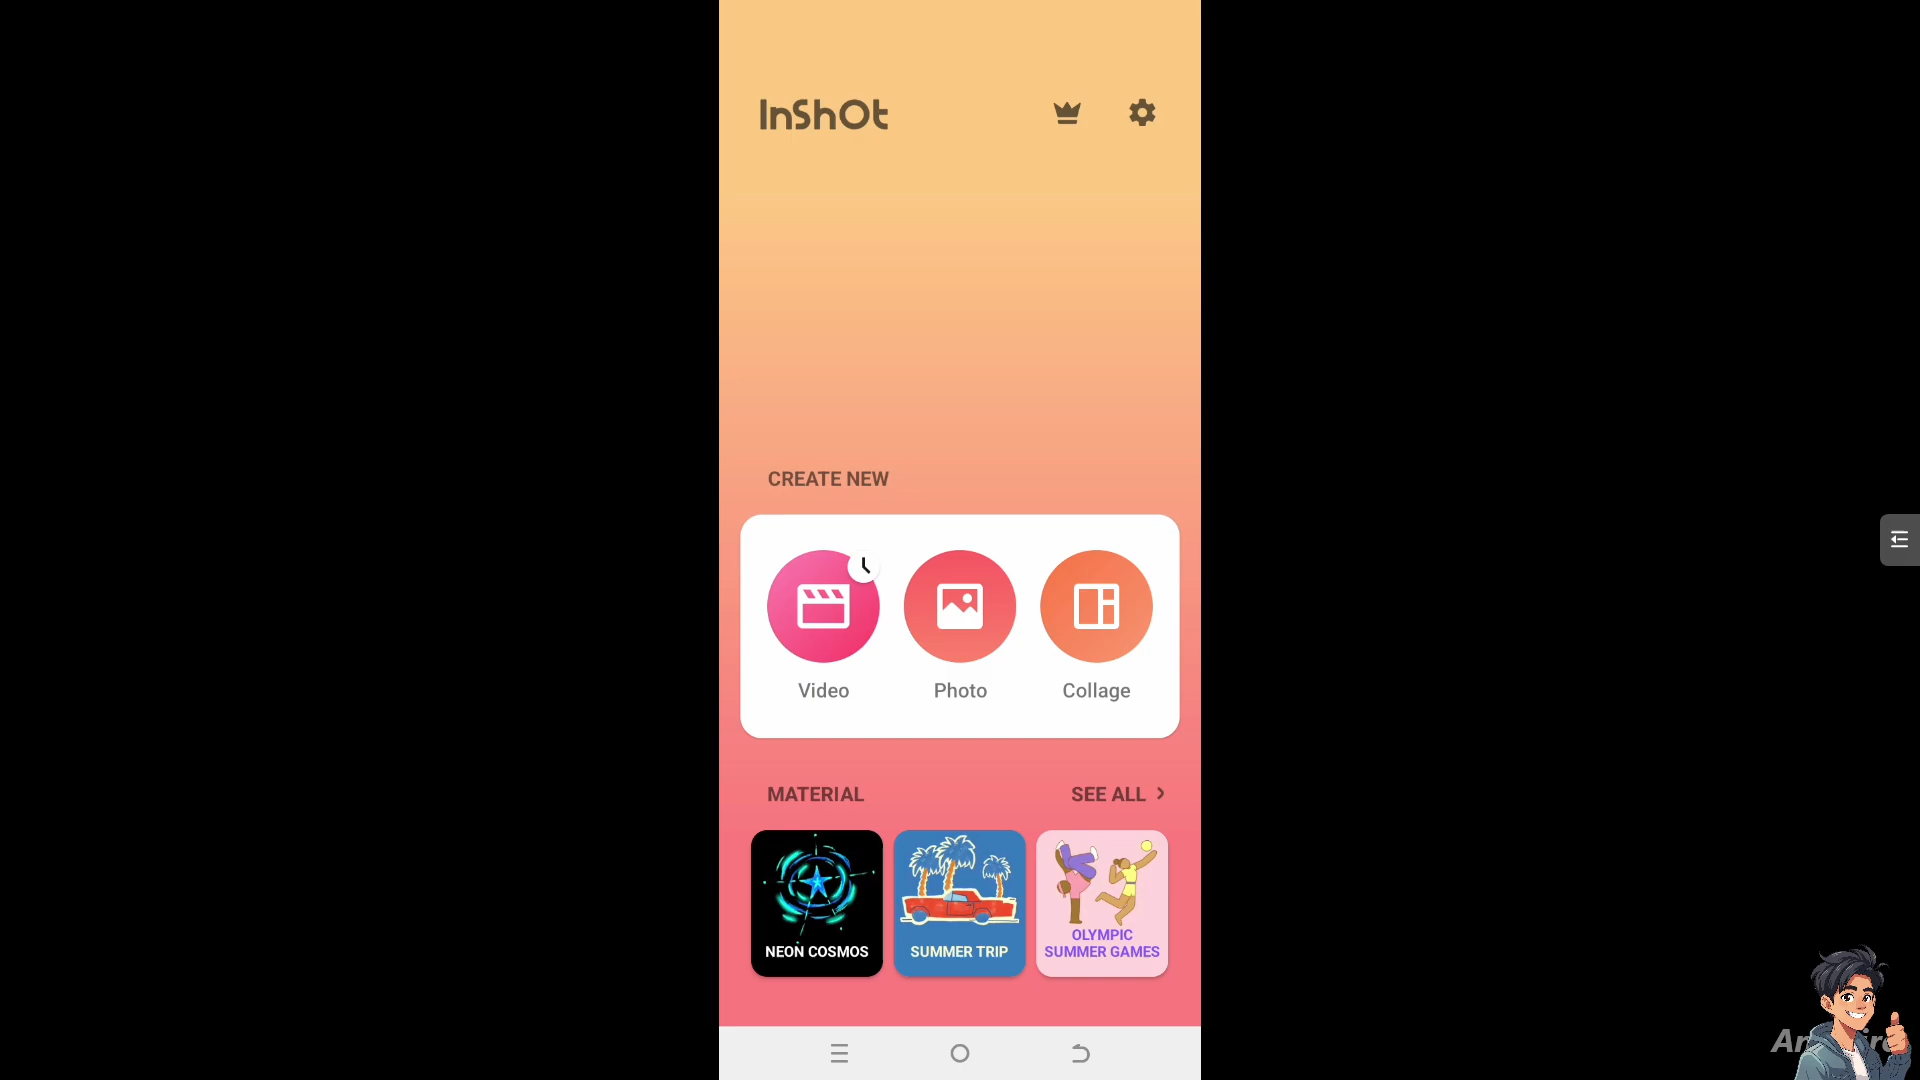 InShOt
CREATE NEW
Video
Photo
Collage
MATERIAL
SEE ALL
NEON COSMOS
SUMMER TRIP
OLYMPIC
SUMMER GAMES